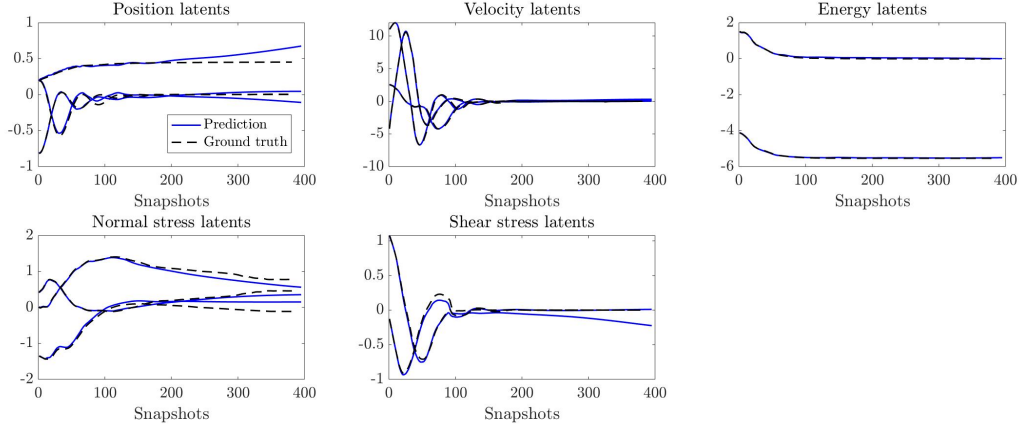 Position latents
1
0.5
0
-0.5
-1
0 100 200 300 400
Snapshots
Prediction
Ground truth
Velocity latents
10
5
0
-5
-10
0 100 200 300 400
Snapshots
Energy latents
2
0
-2
-4
-6
0 100 200 300 400
Snapshots
Normal stress latents
2
1
0
-1
-2
0 100 200 300 400
Snapshots
Shear stress latents
1
0.5
0
-0.5
-1
0 100 200 300 400
Snapshots